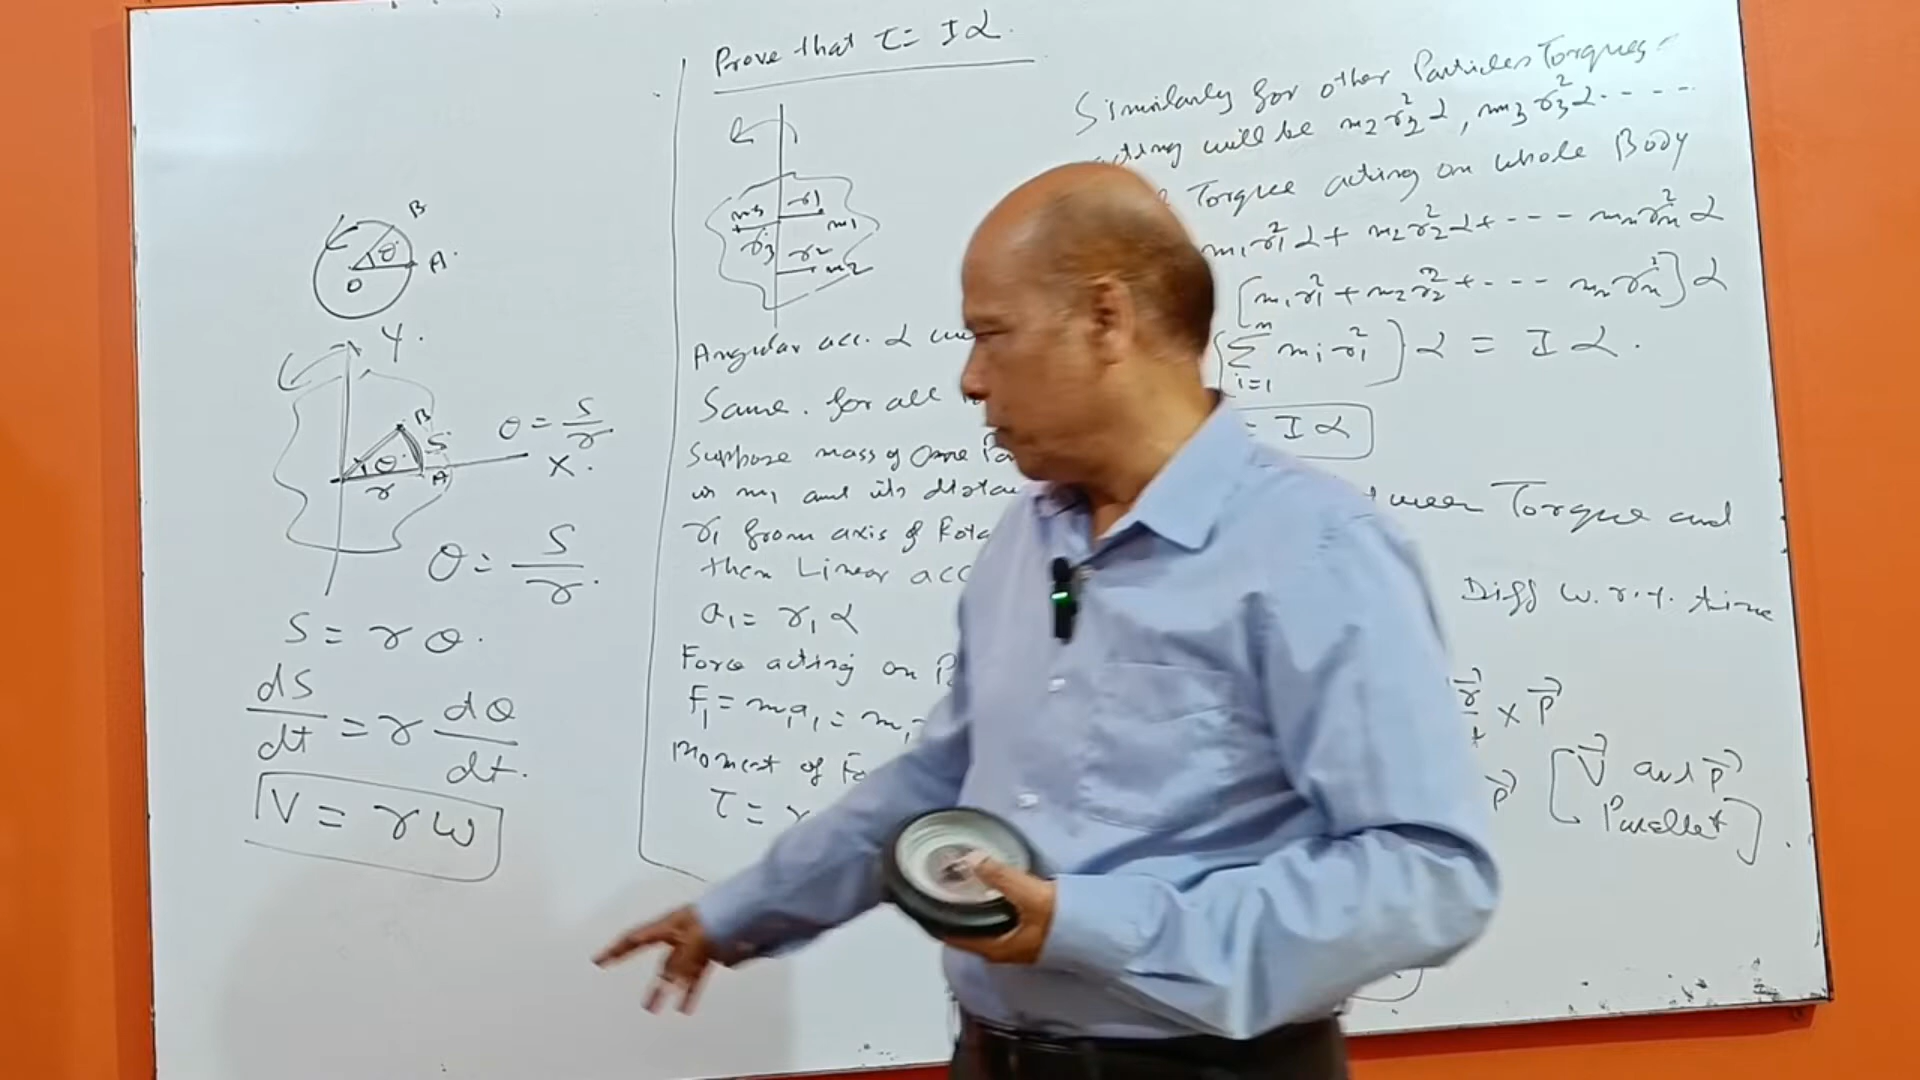 B
θ
A
O
Y
B
S
θ
A
r
X
θ = S/r
θ = S/r
S = rθ
dS/dt = r dθ/dt
V = rω
Prove that τ = Iα
r1
m1
m3
r3
r2
m2
Angular acc. α
Same for all
Suppose mass of One
is m1 and its
r1 from axis of
then Linear acc
a1 = r1α
Force acting on
F1 = m1a1 = m1
Moment of
τ =
Similarly for other Particles Torques
acting will be m2r2²α, m3r3²α - - - -
Torque acting on whole Body
m1r1²α + m2r2²α + - - - - mnrn²α
[m1r1² + m2r2² + - - - - mnrn²]α
(Σ mi ri²)α = Iα
n
i=1
= Iα
Torque and
Diff w.r.t. time
r⃗ × P⃗
P⃗ [V⃗ and P⃗
Parallel]